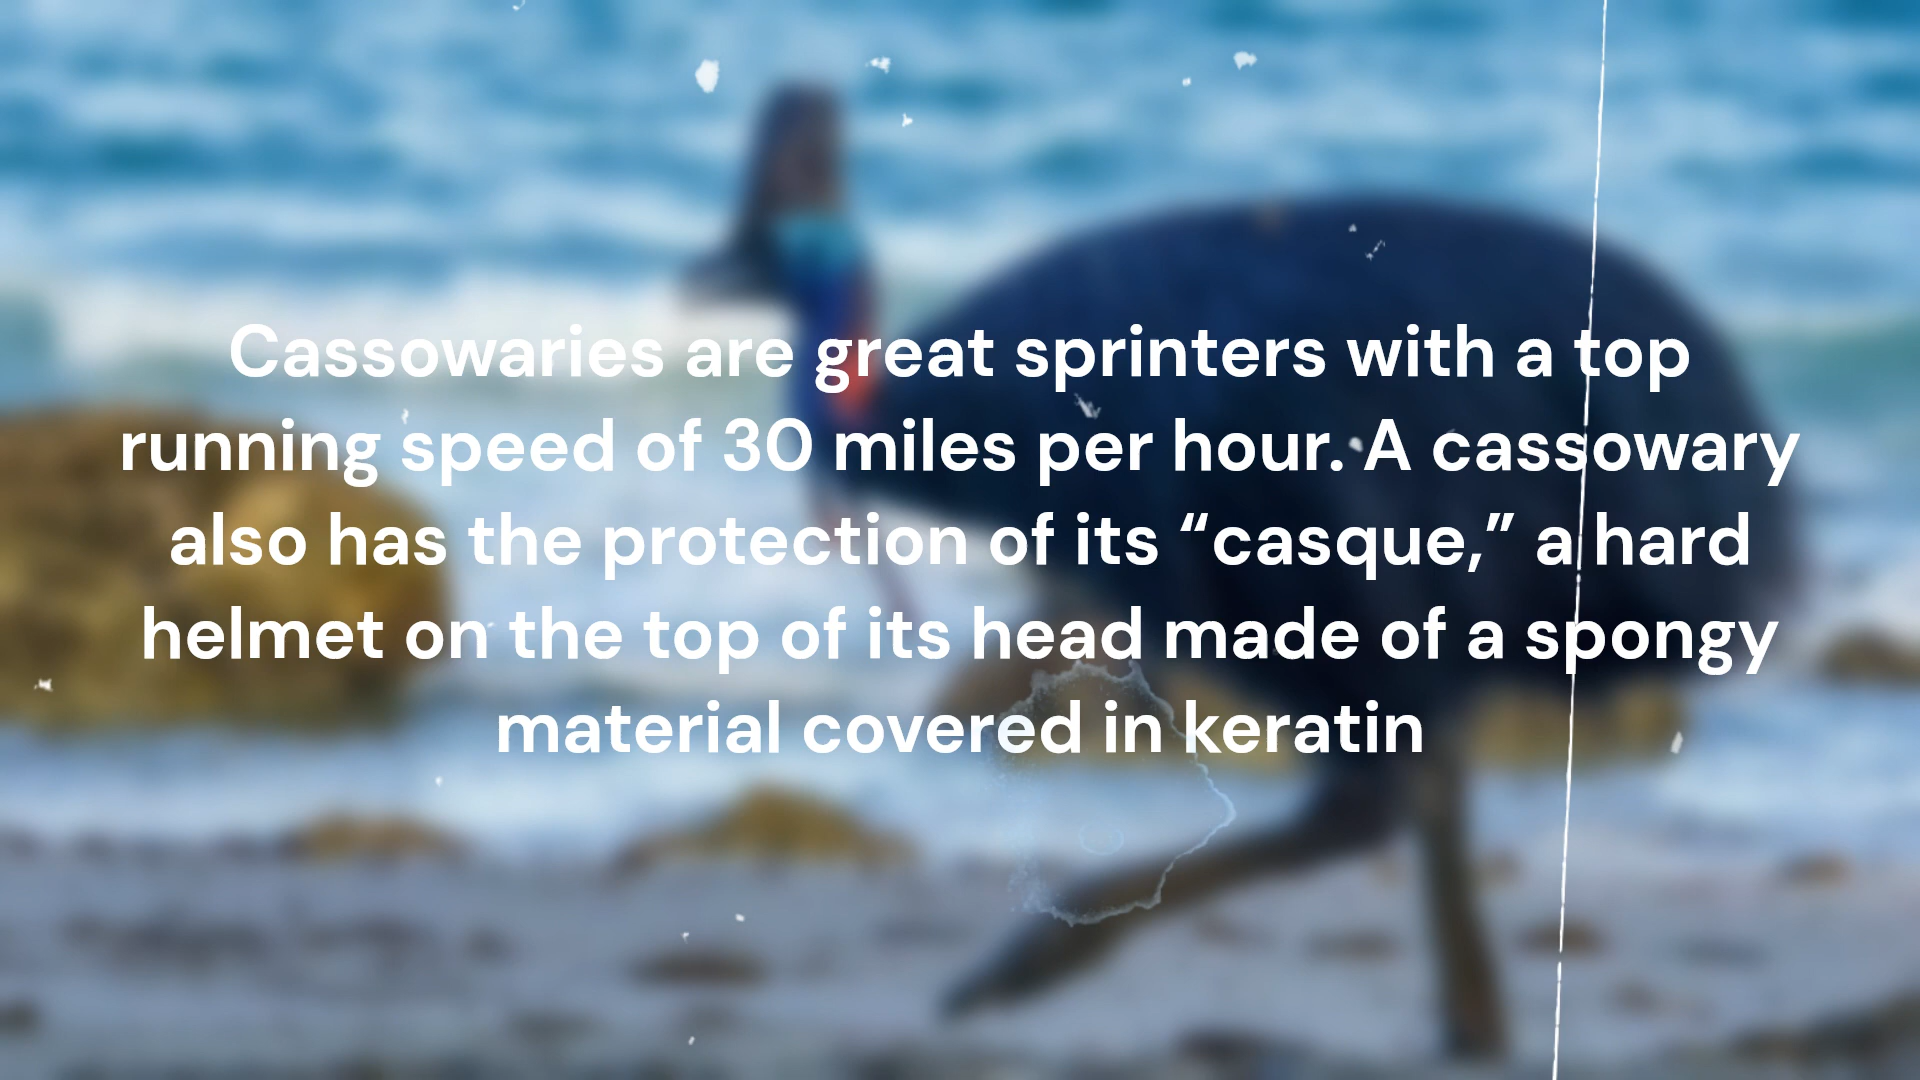 Cassowaries are great sprinters with a top
running speed of 30 miles per hour. A cassowary
also has the protection of its “casque,” a hard
helmet on the top of its head made of a spongy
material covered in keratin